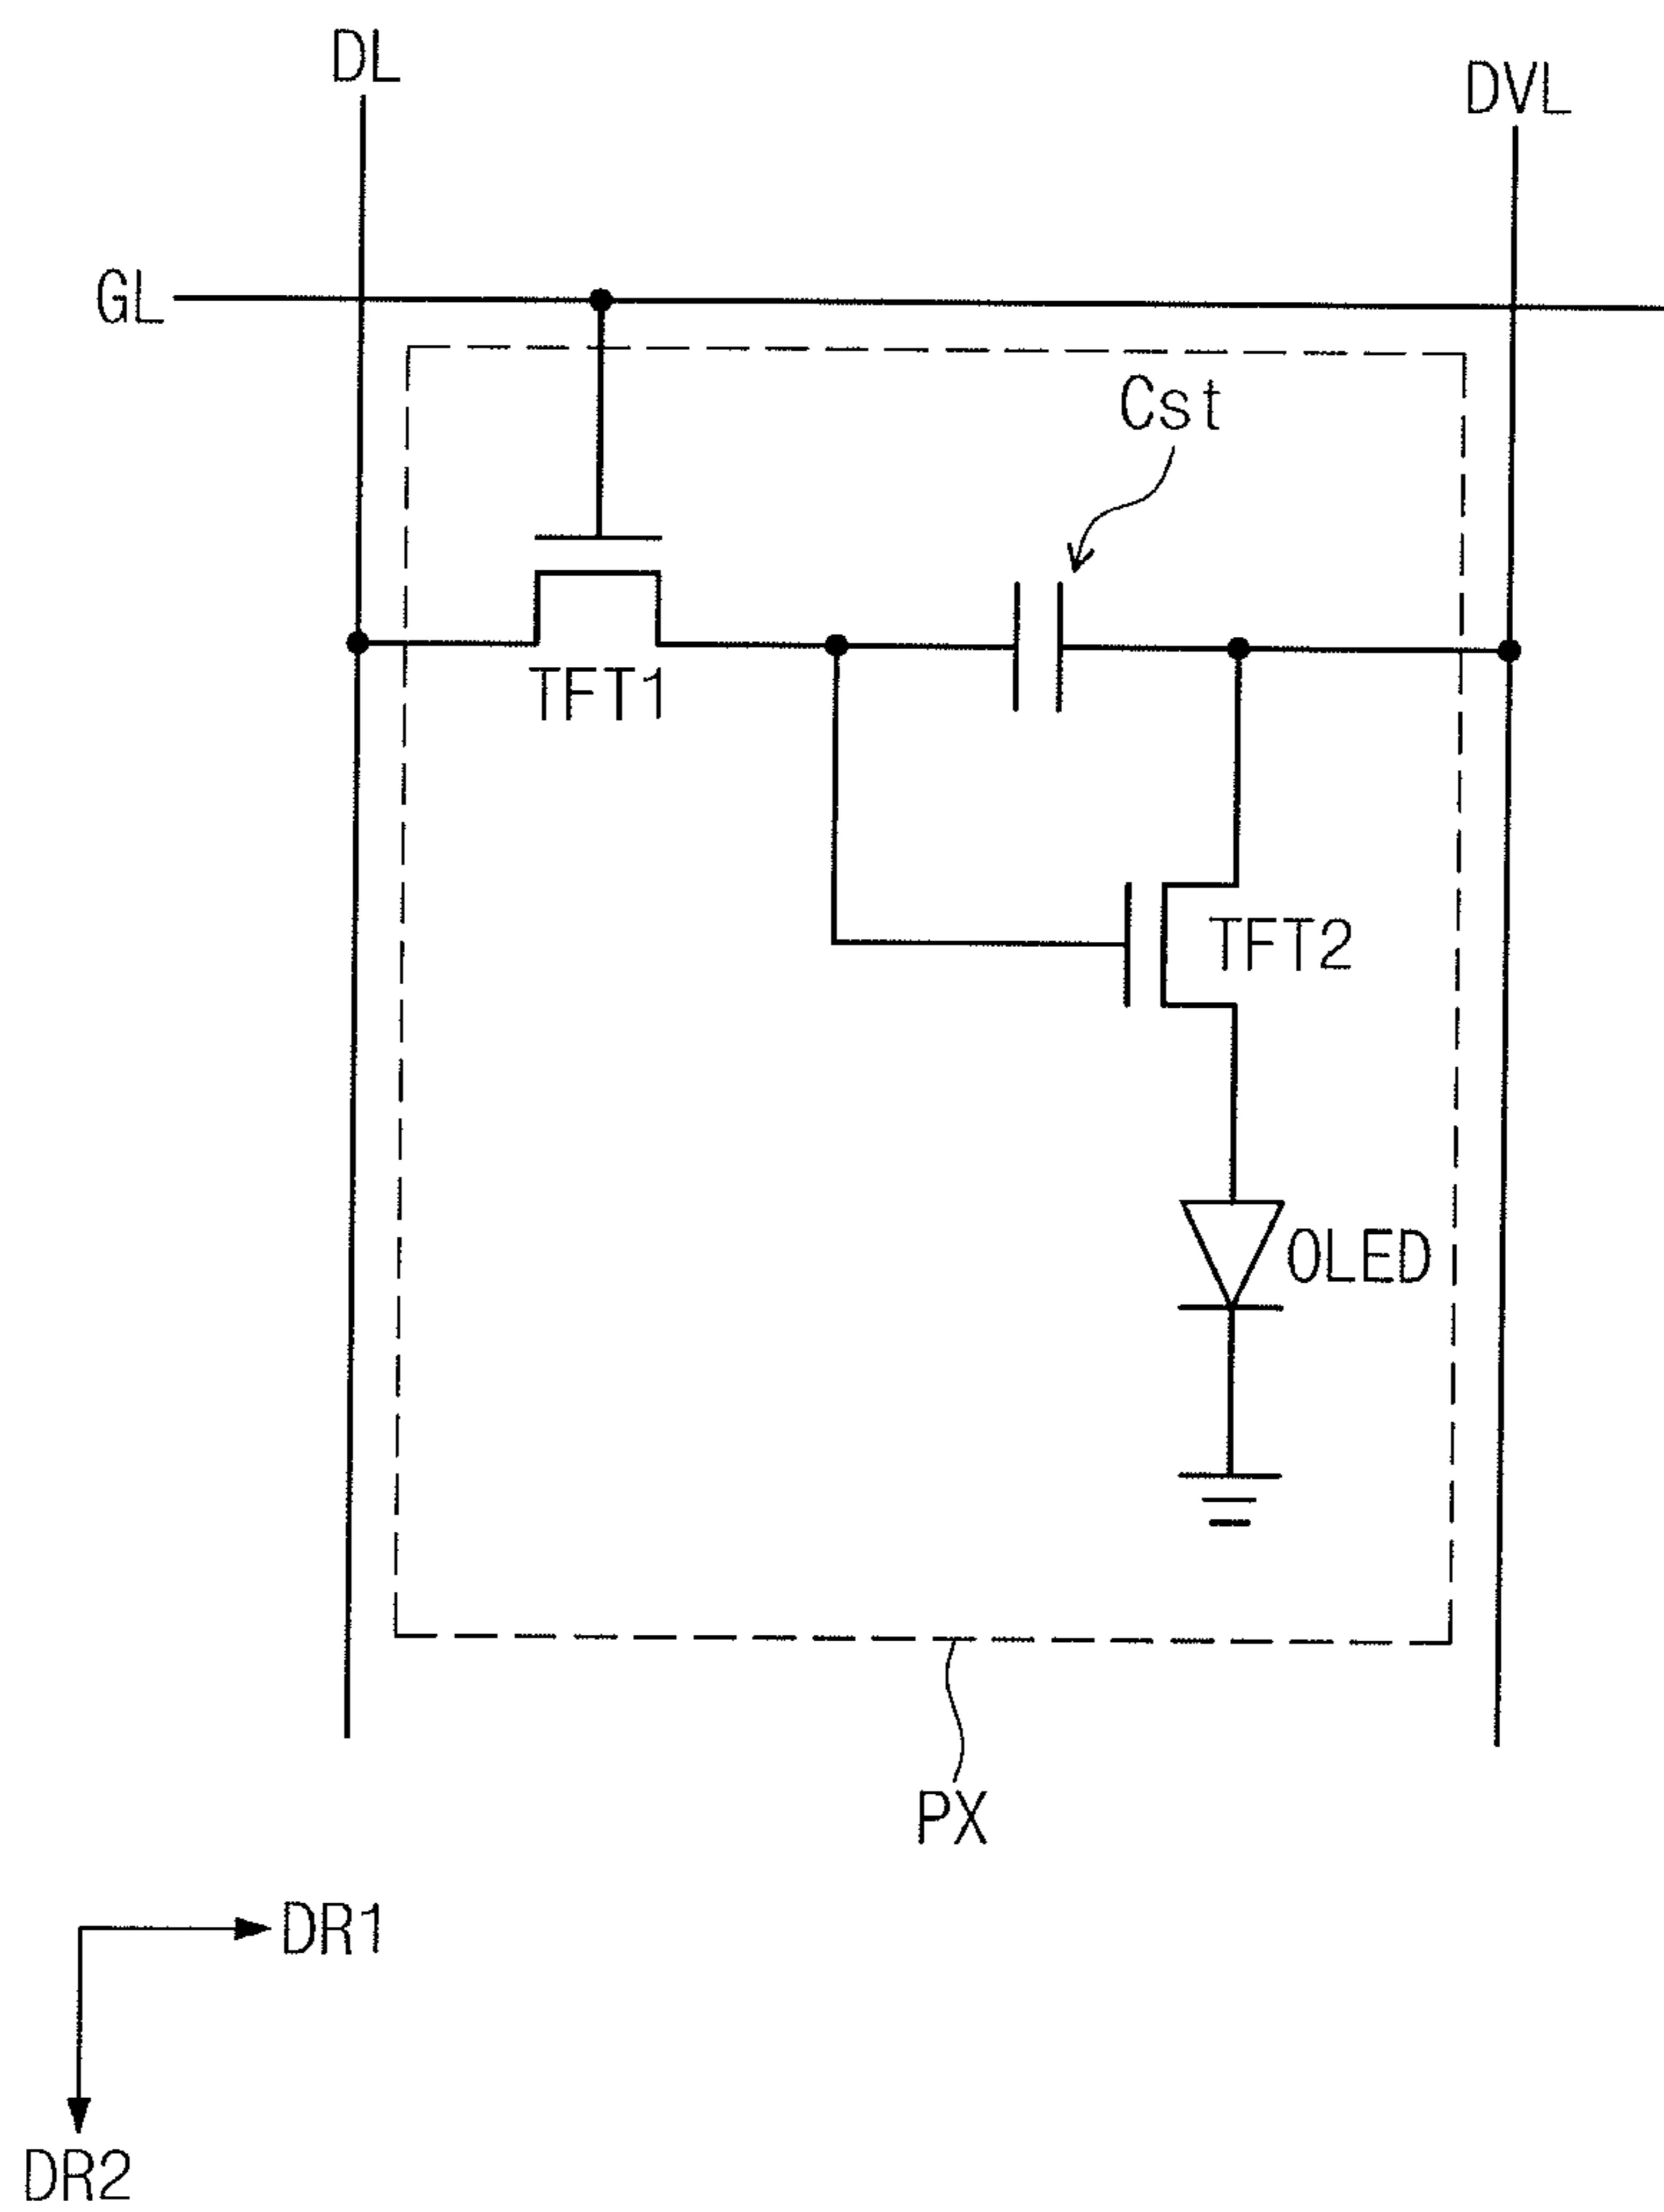 DL
DVL
GL
Cst
TFT1
TFT2
OLED
PX
DR1
DR2